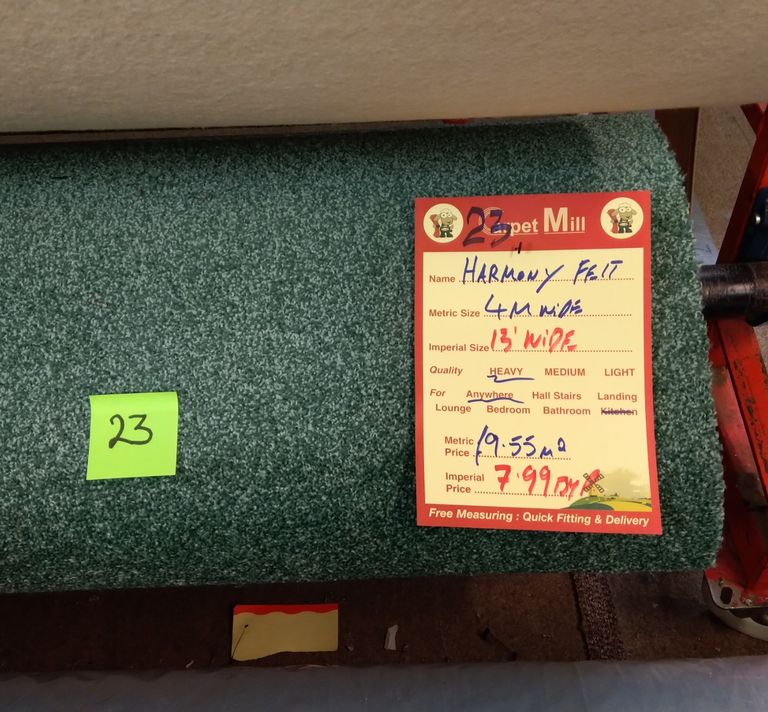 23
23
Carpet Mill
Name HARMONY FELT
Metric Size 4M WIDE
Imperial Size 13' WIDE
Quality HEAVY MEDIUM LIGHT
For Anywhere Hall Stairs Landing
Lounge Bedroom Bathroom Kitchen
Metric Price £9.55 M2
Imperial Price 7.99
Free Measuring : Quick Fitting & Delivery